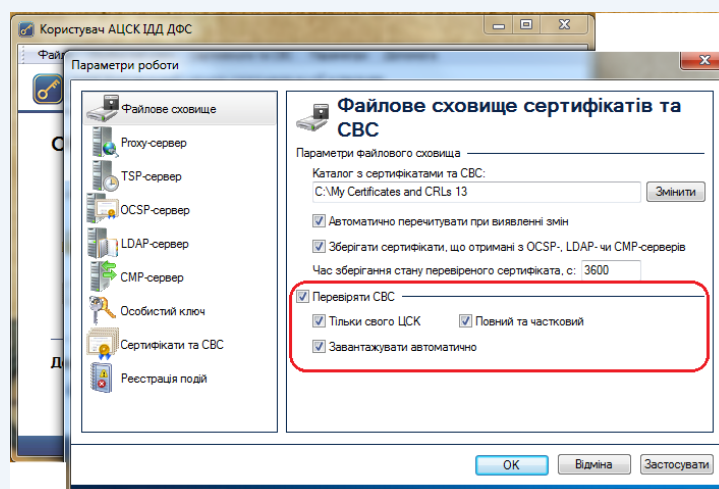 Користувач АЦСК ІДД ДФС
Файл
Параметри роботи
Файлове сховище
Proxy-сервер
TSP-сервер
OCSP-сервер
LDAP-сервер
CMP-сервер
Особистий ключ
Сертифікати та СВС
Реєстрація подій
Файлове сховище сертифікатів та
СВС
Параметри файлового сховища
Каталог з сертифікатами та СВС:
C:\My Certificates and CRLs 13
Змінити
Автоматично перечитувати при виявленні змін
Зберігати сертифікати, що отримані з OCSP-, LDAP- чи CMP-серверів
Час зберігання стану перевіреного сертифіката, с: 3600
Перевіряти СВС
Тільки свого ЦСК Повний та частковий
Завантажувати автоматично
OK Відміна Застосувати